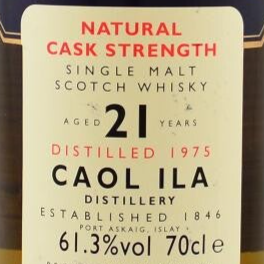 NATURAL
CASK STRENGTH
SINGLE MALT
SCOTCH WHISKY
AGED 21 YEARS
DISTILLED 1975
CAOL ILA
DISTILLERY
ESTABLISHED 1846
PORT ASKAIG, ISLAY
61.3%vol 70cl e